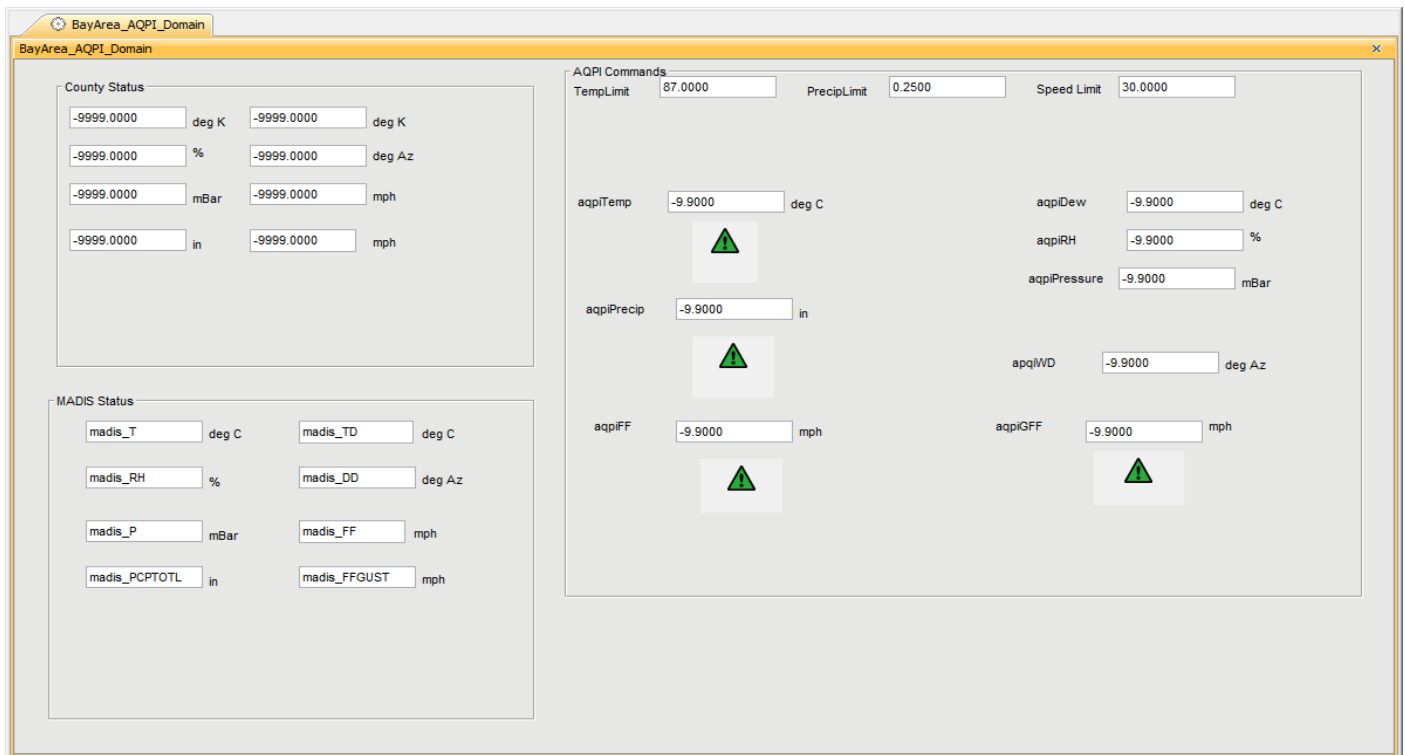 BayArea_AQPI_Domain
BayArea_AQPI_Domain
County Status
-9999.0000 deg K -9999.0000 deg K
-9999.0000 % -9999.0000 deg Az
-9999.0000 mBar -9999.0000 mph
-9999.0000 in -9999.0000 mph
MADIS Status
madis_T deg C madis_TD deg C
madis_RH % madis_DD deg Az
madis_P mBar madis_FF mph
madis_PCPTOTL in madis_FFGUST mph
AQPI Commands
TempLimit 87.0000 PrecipLimit 0.2500 Speed Limit 30.0000
aqpiTemp -9.9000 deg C aqpiDew -9.9000 deg C
aqpiRH -9.9000 %
aqpiPressure -9.9000 mBar
aqpiPrecip -9.9000 in
apqiWD -9.9000 deg Az
aqpiFF -9.9000 mph aqpiGFF -9.9000 mph